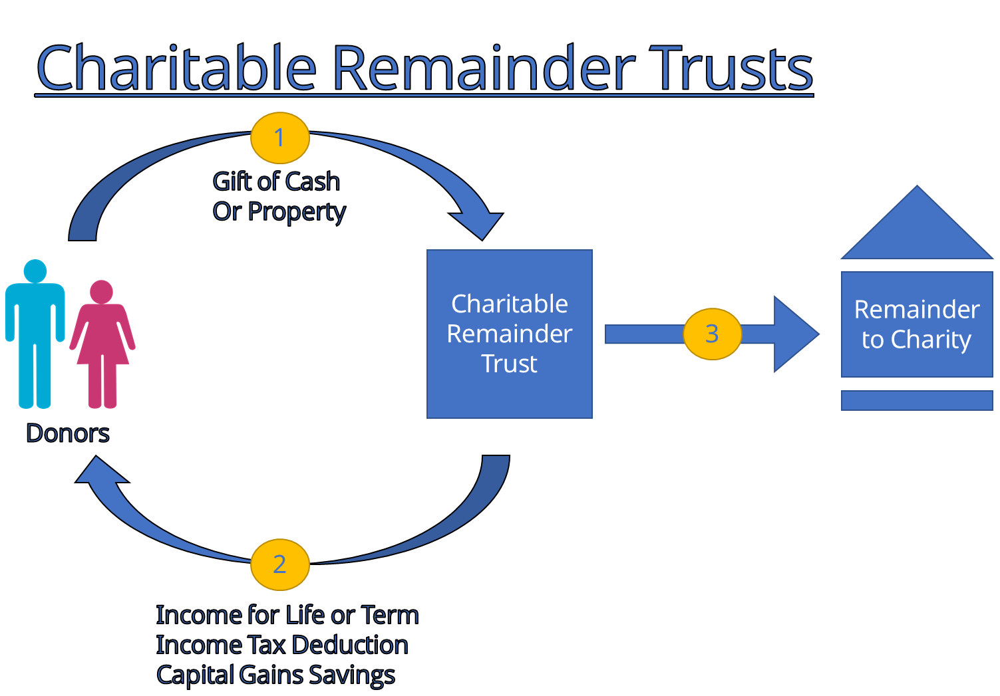 Charitable Remainder Trusts
1
Gift of Cash
Or Property
Charitable
Remainder
Trust
3
Remainder
to Charity
Donors
2
Income for Life or Term
Income Tax Deduction
Capital Gains Savings